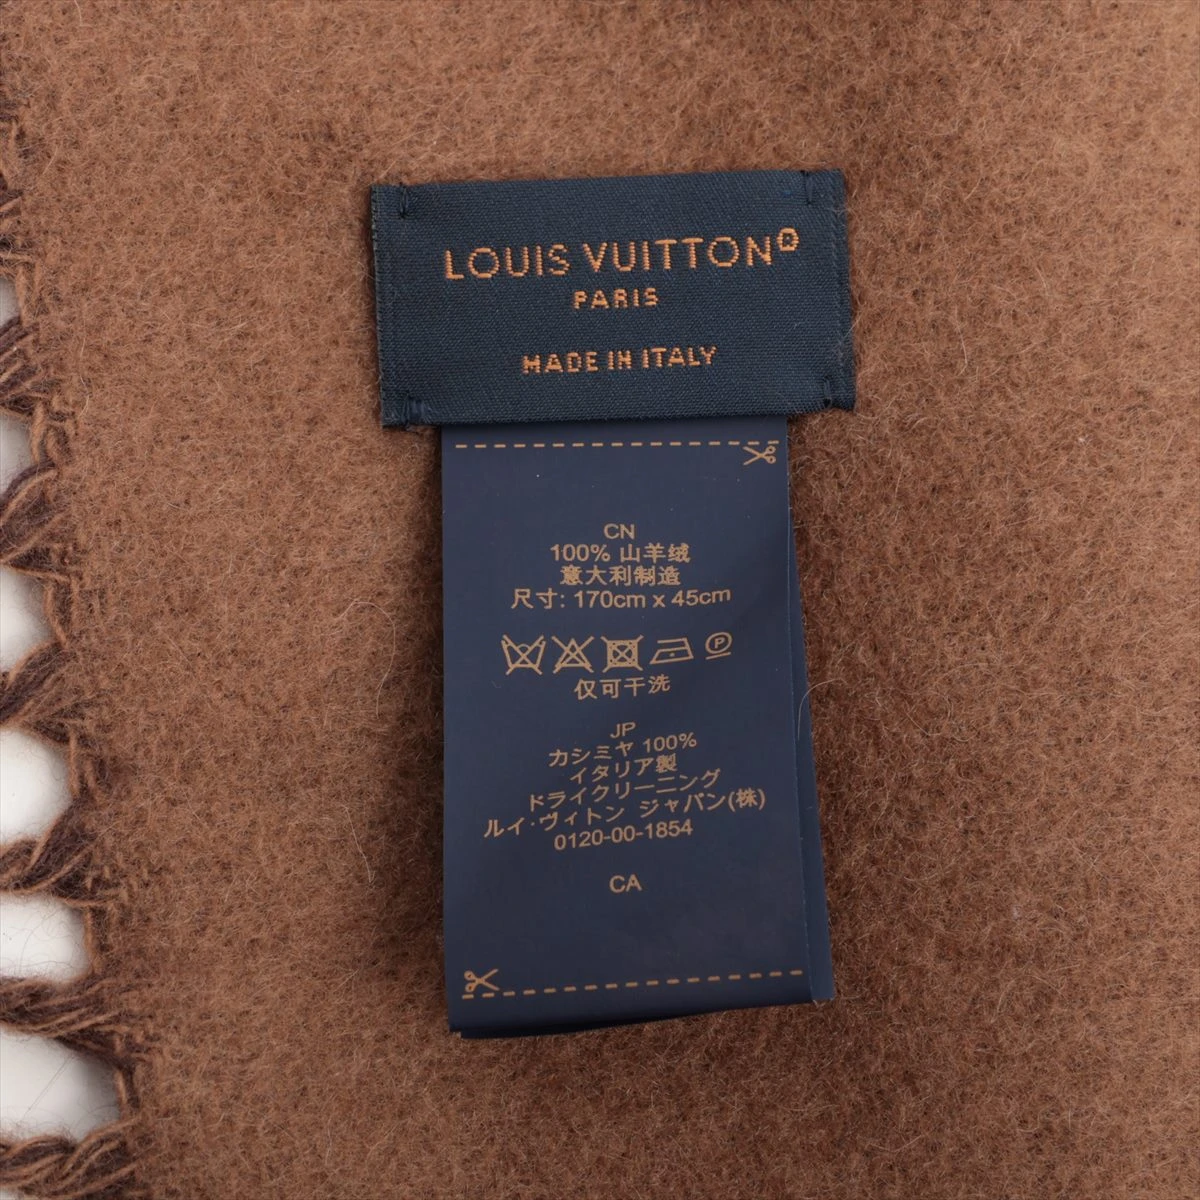 LOUIS VUITTON®
PARIS
MADE IN ITALY
CN
100% 山羊绒
意大利制造
尺寸: 170cm x 45cm
P
仅可干洗
JP
カシミヤ 100%
イタリア製
ドライクリーニング
ルイ·ヴィトン ジャパン(株)
0120-00-1854
CA